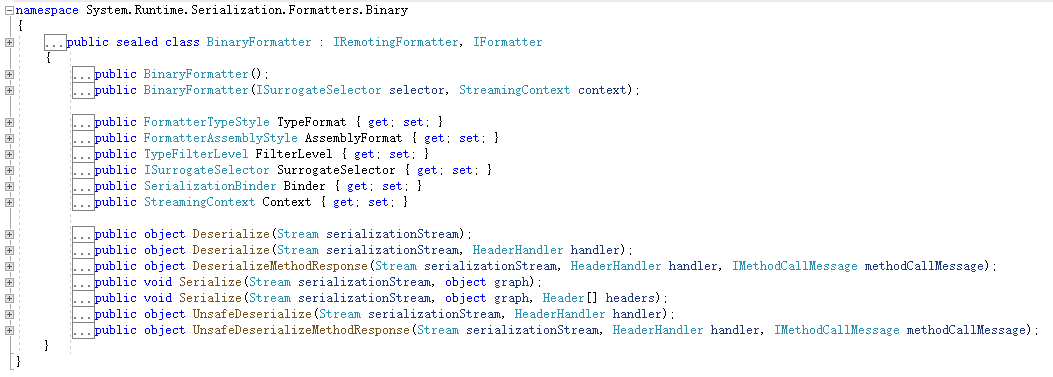 namespace System.Runtime.Serialization.Formatters.Binary
{
...public sealed class BinaryFormatter : IRemotingFormatter, IFormatter
{
...public BinaryFormatter();
...public BinaryFormatter(ISurrogateSelector selector, StreamingContext context);
...public FormatterTypeStyle TypeFormat { get; set; }
...public FormatterAssemblyStyle AssemblyFormat { get; set; }
...public TypeFilterLevel FilterLevel { get; set; }
...public ISurrogateSelector SurrogateSelector { get; set; }
...public SerializationBinder Binder { get; set; }
...public StreamingContext Context { get; set; }
...public object Deserialize(Stream serializationStream);
...public object Deserialize(Stream serializationStream, HeaderHandler handler);
...public object DeserializeMethodResponse(Stream serializationStream, HeaderHandler handler, IMethodCallMessage methodCallMessage);
...public void Serialize(Stream serializationStream, object graph);
...public void Serialize(Stream serializationStream, object graph, Header[] headers);
...public object UnsafeDeserialize(Stream serializationStream, HeaderHandler handler);
...public object UnsafeDeserializeMethodResponse(Stream serializationStream, HeaderHandler handler, IMethodCallMessage methodCallMessage);
}
}